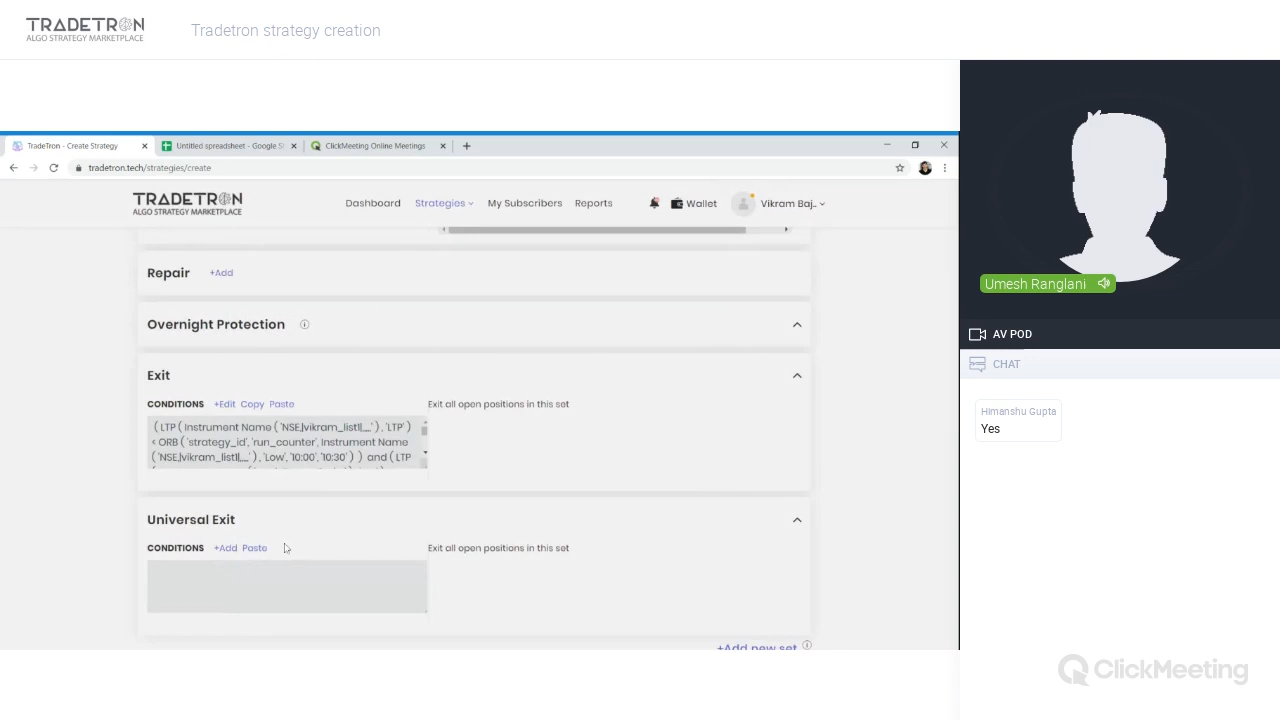 TRADETRON
ALGO STRATEGY MARKETPLACE
Tradetron strategy creation
TradeTron - Create Strategy
Untitled spreadsheet - Google S
ClickMeeting Online Meetings
tradetron.tech/strategies/create
TRADETRON
ALGO STRATEGY MARKETPLACE
Dashboard
Strategies
My Subscribers
Reports
Wallet
Vikram Baj..
Repair
+Add
Overnight Protection
Exit
CONDITIONS +Edit Copy Paste
Exit all open positions in this set
( LTP ( Instrument Name ( 'NSE,|vikram_list1|,,,,' ) , 'LTP' )
< ORB ( 'strategy_id', 'run_counter', Instrument Name
( 'NSE,|vikram_list1|,,,,' ) , 'Low', '10:00', '10:30' ) ) and ( LTP
Universal Exit
CONDITIONS +Add Paste
Exit all open positions in this set
+Add new set
Umesh Ranglani
AV POD
CHAT
Himanshu Gupta
Yes
ClickMeeting